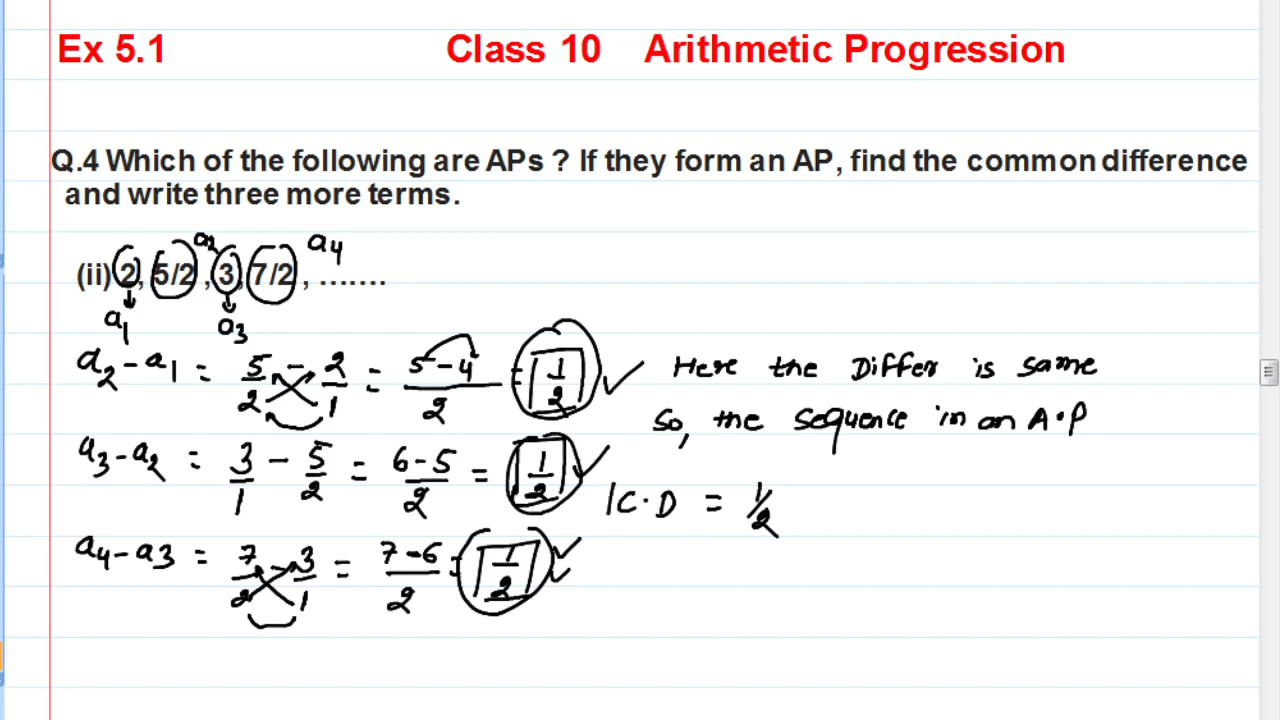 Ex 5.1 Class 10 Arithmetic Progression
Q.4 Which of the following are APs ? If they form an AP, find the common difference
and write three more terms.
a2 a4
(ii) 2, 5/2 , 3, 7/2 , .......
a1 a3
a2 - a1 = 5/2 - 2/1 = 5 - 4/2 = 1/2 ✓ Here the Differ is same
So, the sequence in an A.P
a3 - a2 = 3/1 - 5/2 = 6 - 5/2 = 1/2 ✓
C.D = 1/2
a4 - a3 = 7/2 - 3/1 = 7 - 6/2 = 1/2 ✓